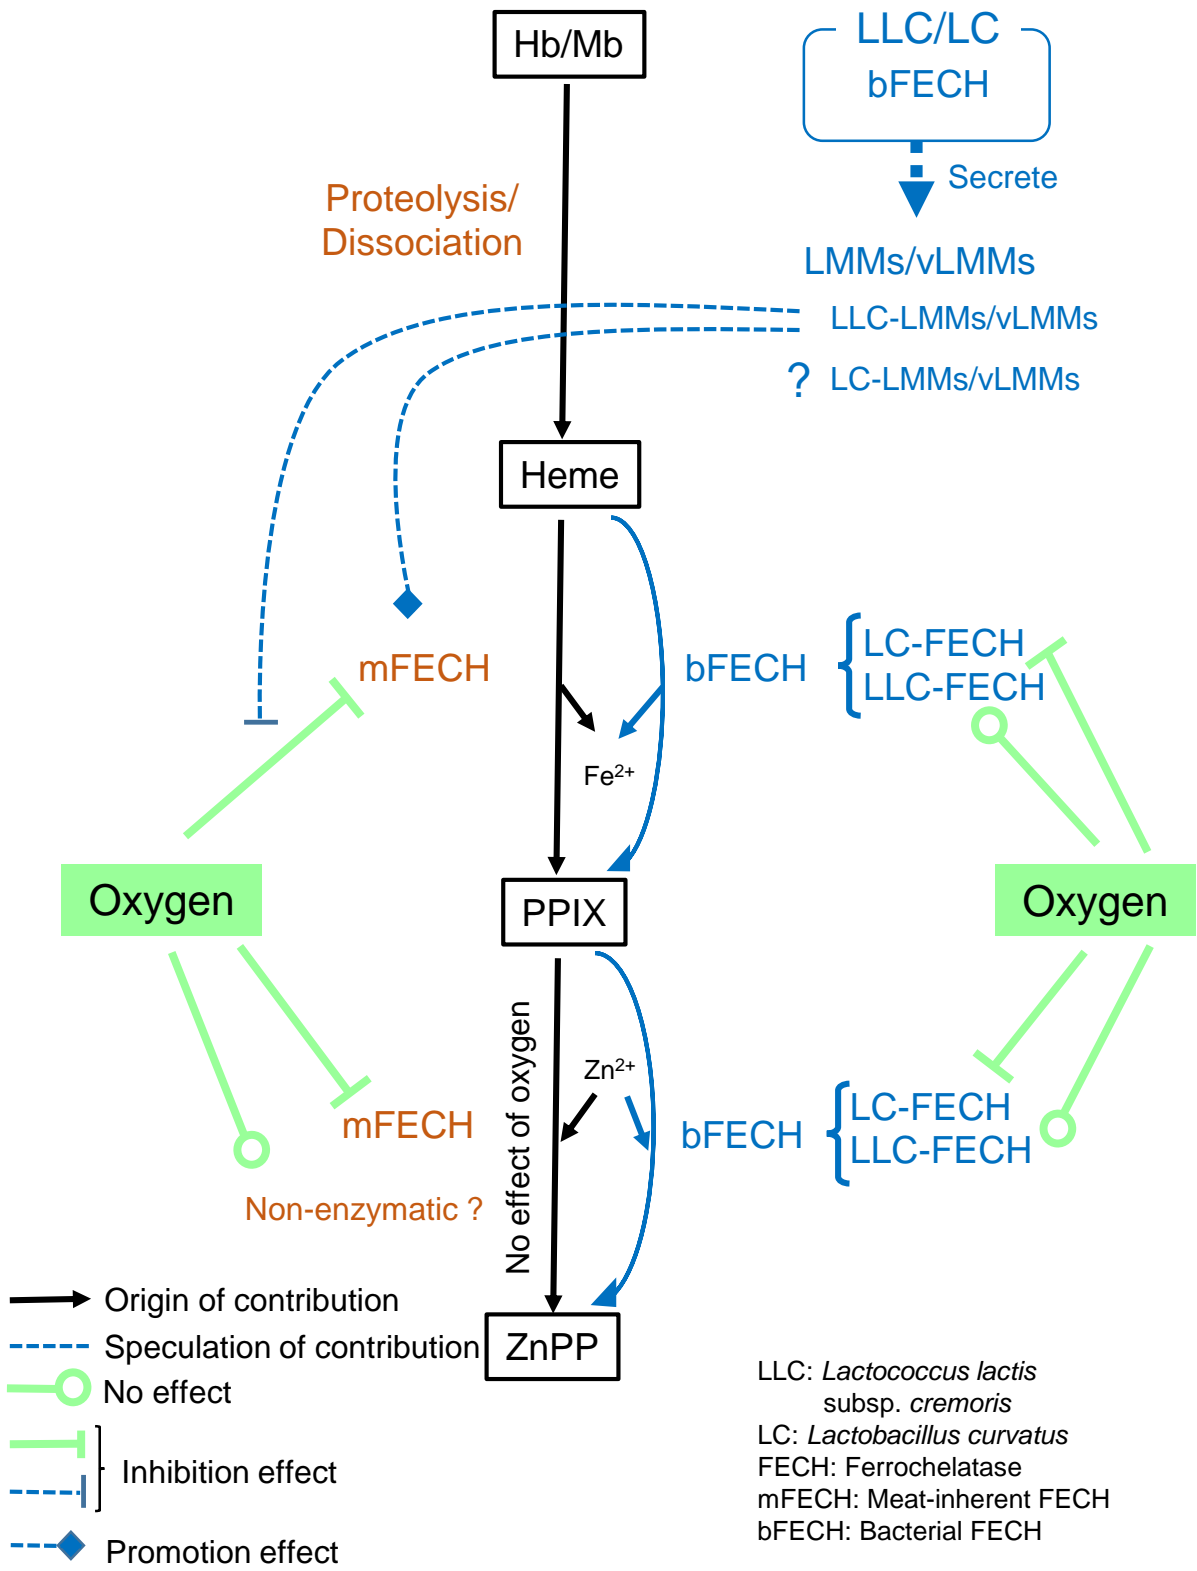 Hb/Mb
LLC/LC
bFECH
Secrete
Proteolysis/
Dissociation
LMMs/vLMMs
LLC-LMMs/vLMMs
? LC-LMMs/vLMMs
Heme
mFECH
bFECH
LC-FECH
LLC-FECH
Fe²⁺
Oxygen
PPIX
Oxygen
No effect of oxygen
Zn²⁺
mFECH
bFECH
LC-FECH
LLC-FECH
Non-enzymatic ?
ZnPP
Origin of contribution
Speculation of contribution
No effect
Inhibition effect
Promotion effect
LLC: Lactococcus lactis
subsp. cremoris
LC: Lactobacillus curvatus
FECH: Ferrochelatase
mFECH: Meat-inherent FECH
bFECH: Bacterial FECH